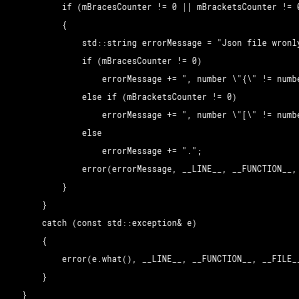 if (mBracesCounter != 0 || mBracketsCounter != 0
{
std::string errorMessage = "Json file wronly
if (mBracesCounter != 0)
errorMessage += ", number \"{\" != numbe
else if (mBracketsCounter != 0)
errorMessage += ", number \"[\" != numbe
else
errorMessage += ".";
error(errorMessage, __LINE__, __FUNCTION__,
}
}
catch (const std::exception& e)
{
error(e.what(), __LINE__, __FUNCTION__, __FILE__
}
}